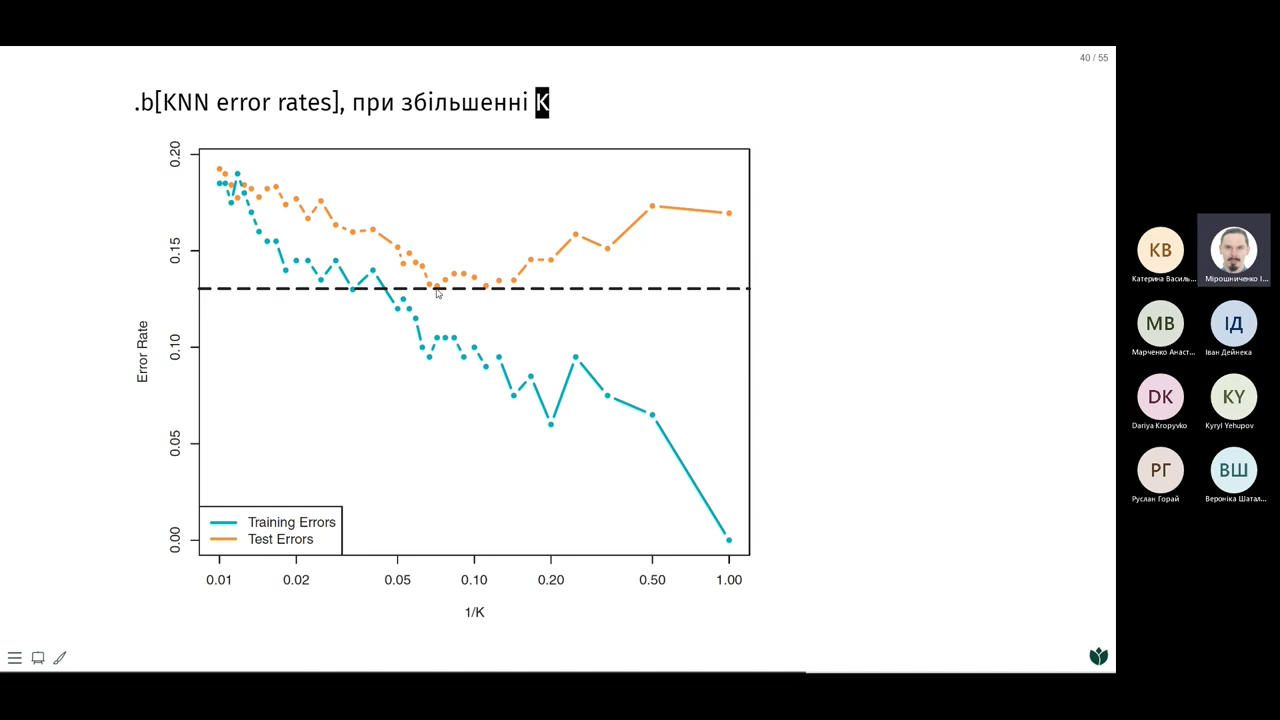 40 / 55
.b[KNN error rates], при збільшенні K
0.20
0.15
0.10
0.05
0.00
Error Rate
Training Errors
Test Errors
0.01 0.02 0.05 0.10 0.20 0.50 1.00
1/K
КВ
Катерина Василь...
Мірошниченко І...
МВ
Марченко Анаст...
ІД
Іван Дейнека
DK
Dariya Kropyvko
KY
Kyryl Yehupov
РГ
Руслан Горай
ВШ
Вероніка Шатал...